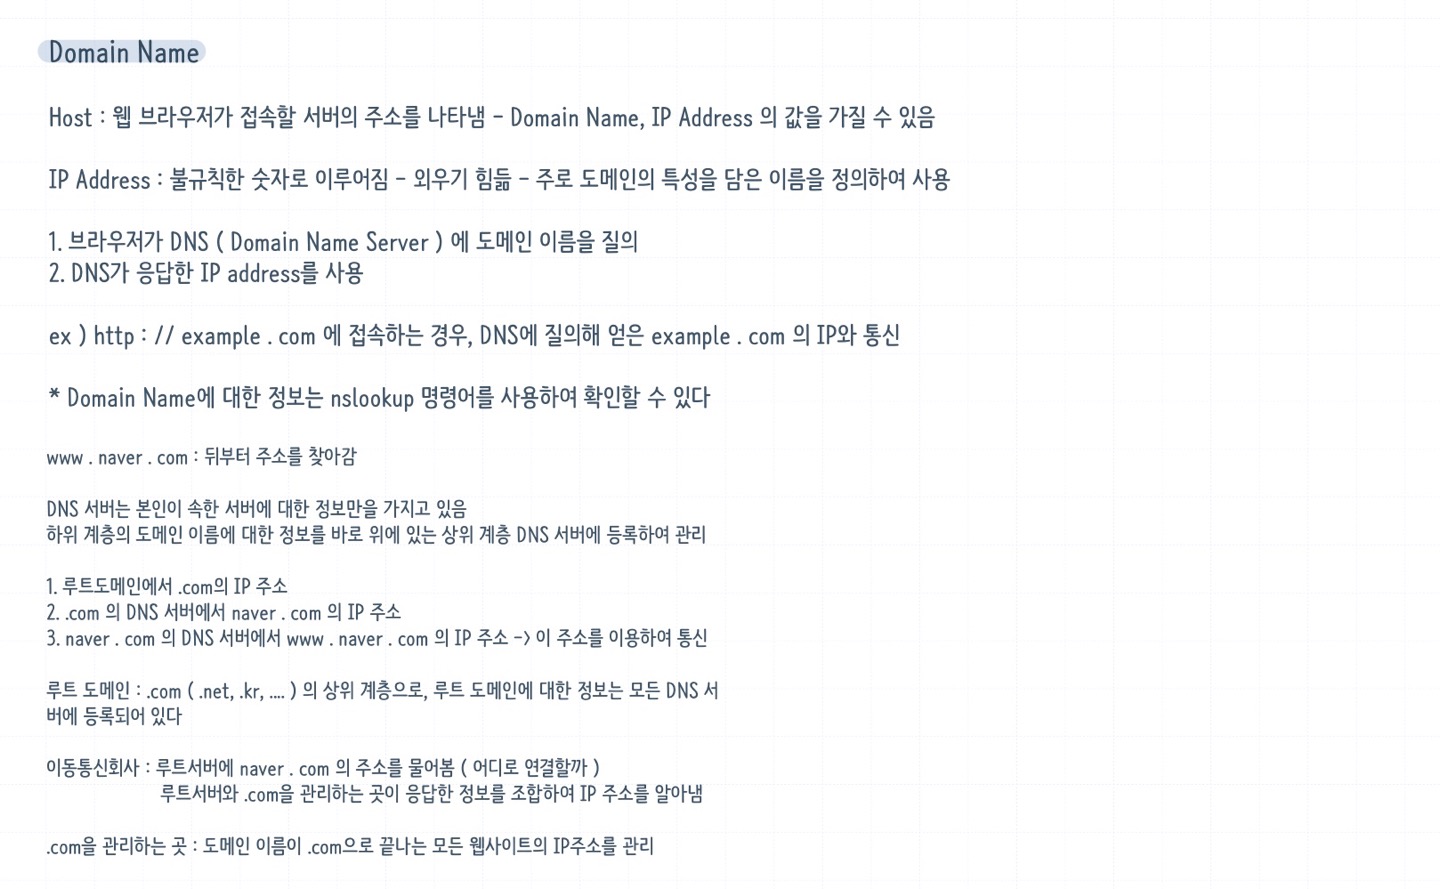 Domain Name
Host : 웹 브라우저가 접속할 서버의 주소를 나타냄 - Domain Name, IP Address 의 값을 가질 수 있음
IP Address : 불규칙한 숫자로 이루어짐 - 외우기 힘듦 - 주로 도메인의 특성을 담은 이름을 정의하여 사용
1. 브라우저가 DNS ( Domain Name Server ) 에 도메인 이름을 질의
2. DNS가 응답한 IP address를 사용
ex ) http : // example . com 에 접속하는 경우, DNS에 질의해 얻은 example . com 의 IP와 통신
* Domain Name에 대한 정보는 nslookup 명령어를 사용하여 확인할 수 있다
www . naver . com : 뒤부터 주소를 찾아감
DNS 서버는 본인이 속한 서버에 대한 정보만을 가지고 있음
하위 계층의 도메인 이름에 대한 정보를 바로 위에 있는 상위 계층 DNS 서버에 등록하여 관리
1. 루트도메인에서 .com의 IP 주소
2. .com 의 DNS 서버에서 naver . com 의 IP 주소
3. naver . com 의 DNS 서버에서 www . naver . com 의 IP 주소 -> 이 주소를 이용하여 통신
루트 도메인 : .com ( .net, .kr, .... ) 의 상위 계층으로, 루트 도메인에 대한 정보는 모든 DNS 서
버에 등록되어 있다
이동통신회사 : 루트서버에 naver . com 의 주소를 물어봄 ( 어디로 연결할까 )
루트서버와 .com을 관리하는 곳이 응답한 정보를 조합하여 IP 주소를 알아냄
.com을 관리하는 곳 : 도메인 이름이 .com으로 끝나는 모든 웹사이트의 IP주소를 관리